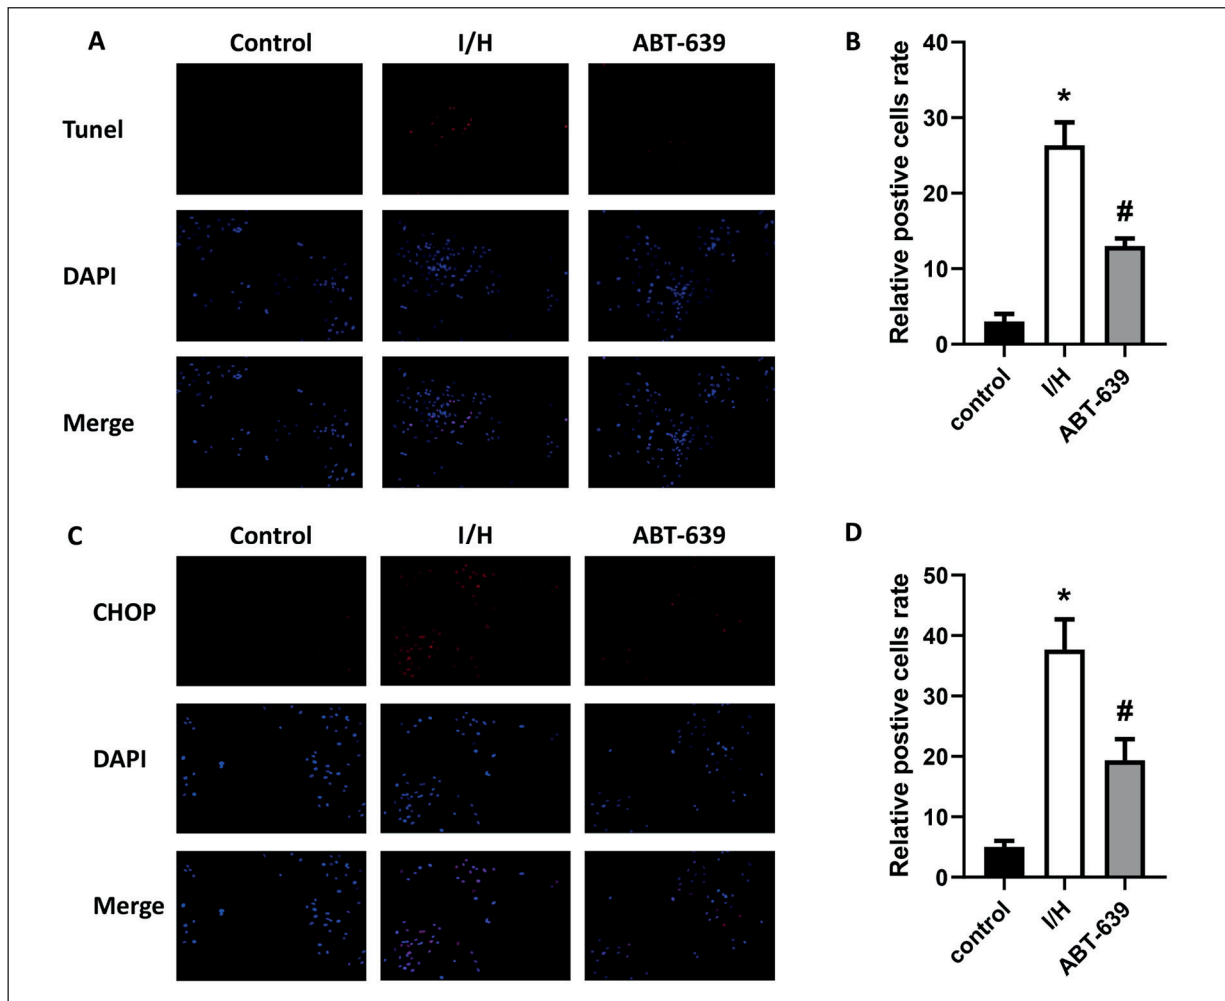 A
Control
I/H
ABT-639
Tunel
DAPI
Merge
B
Relative postive cells rate
40
30
20
10
0
*
#
control
I/H
ABT-639
C
Control
I/H
ABT-639
CHOP
DAPI
Merge
D
Relative postive cells rate
50
40
30
20
10
0
*
#
control
I/H
ABT-639